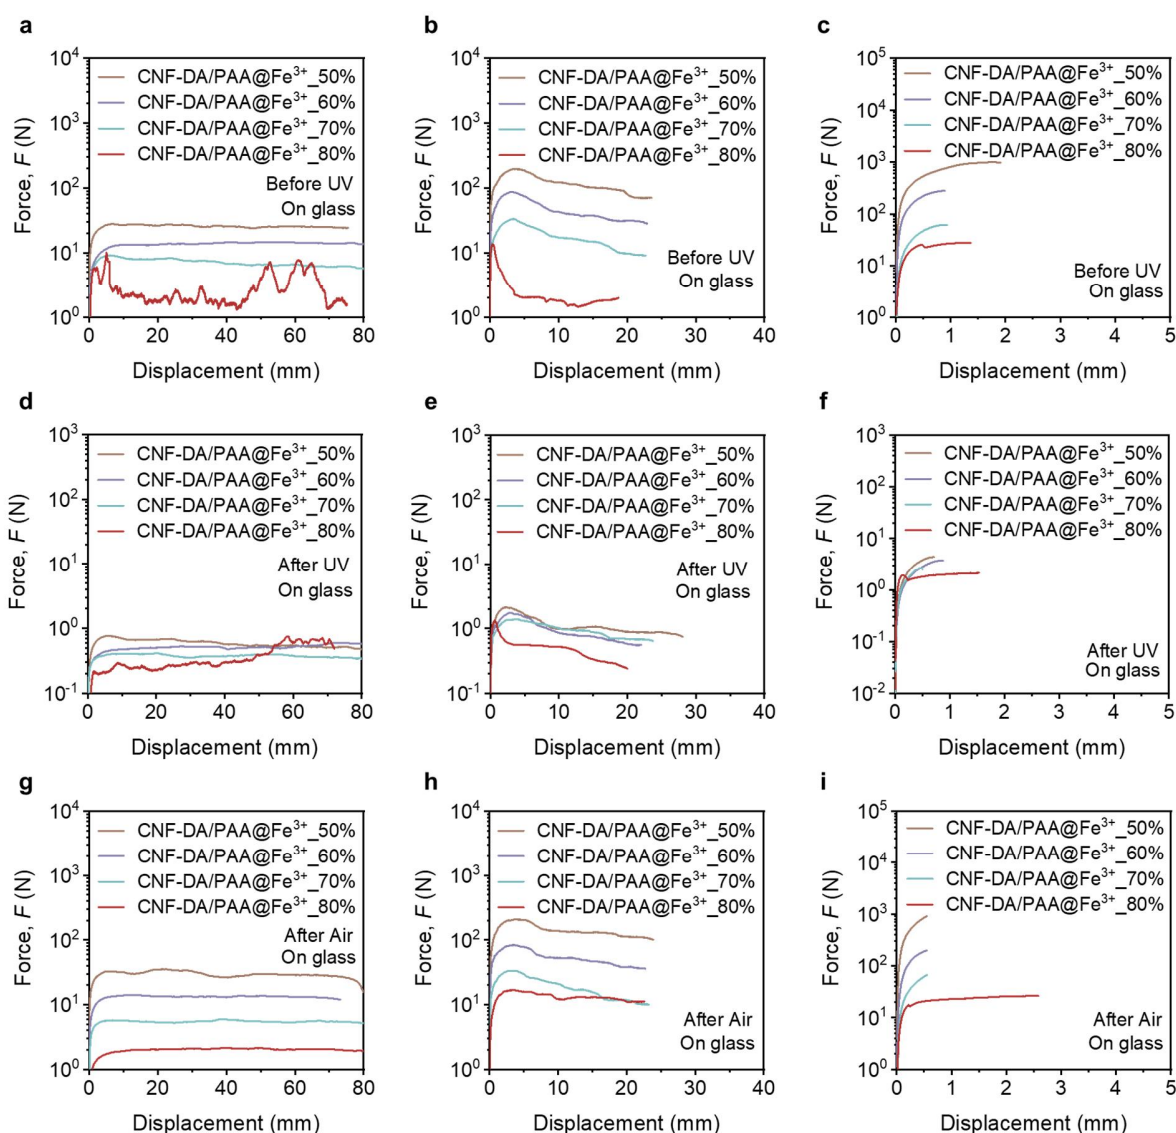 a
10⁴
10³
10²
10¹
10⁰
Force, F (N)
CNF-DA/PAA@Fe³⁺_50%
CNF-DA/PAA@Fe³⁺_60%
CNF-DA/PAA@Fe³⁺_70%
CNF-DA/PAA@Fe³⁺_80%
Before UV
On glass
0 20 40 60 80
Displacement (mm)
b
10⁴
10³
10²
10¹
10⁰
Force, F (N)
CNF-DA/PAA@Fe³⁺_50%
CNF-DA/PAA@Fe³⁺_60%
CNF-DA/PAA@Fe³⁺_70%
CNF-DA/PAA@Fe³⁺_80%
Before UV
On glass
0 10 20 30 40
Displacement (mm)
c
10⁵
10⁴
10³
10²
10¹
10⁰
Force, F (N)
CNF-DA/PAA@Fe³⁺_50%
CNF-DA/PAA@Fe³⁺_60%
CNF-DA/PAA@Fe³⁺_70%
CNF-DA/PAA@Fe³⁺_80%
Before UV
On glass
0 1 2 3 4 5
Displacement (mm)
d
10³
10²
10¹
10⁰
10⁻¹
Force, F (N)
CNF-DA/PAA@Fe³⁺_50%
CNF-DA/PAA@Fe³⁺_60%
CNF-DA/PAA@Fe³⁺_70%
CNF-DA/PAA@Fe³⁺_80%
After UV
On glass
0 20 40 60 80
Displacement (mm)
e
10³
10²
10¹
10⁰
10⁻¹
Force, F (N)
CNF-DA/PAA@Fe³⁺_50%
CNF-DA/PAA@Fe³⁺_60%
CNF-DA/PAA@Fe³⁺_70%
CNF-DA/PAA@Fe³⁺_80%
After UV
On glass
0 10 20 30 40
Displacement (mm)
f
10³
10²
10¹
10⁰
10⁻¹
10⁻²
Force, F (N)
CNF-DA/PAA@Fe³⁺_50%
CNF-DA/PAA@Fe³⁺_60%
CNF-DA/PAA@Fe³⁺_70%
CNF-DA/PAA@Fe³⁺_80%
After UV
On glass
0 1 2 3 4 5
Displacement (mm)
g
10⁴
10³
10²
10¹
10⁰
Force, F (N)
CNF-DA/PAA@Fe³⁺_50%
CNF-DA/PAA@Fe³⁺_60%
CNF-DA/PAA@Fe³⁺_70%
CNF-DA/PAA@Fe³⁺_80%
After Air
On glass
0 20 40 60 80
Displacement (mm)
h
10⁴
10³
10²
10¹
10⁰
Force, F (N)
CNF-DA/PAA@Fe³⁺_50%
CNF-DA/PAA@Fe³⁺_60%
CNF-DA/PAA@Fe³⁺_70%
CNF-DA/PAA@Fe³⁺_80%
After Air
On glass
0 10 20 30 40
Displacement (mm)
i
10⁵
10⁴
10³
10²
10¹
10⁰
Force, F (N)
CNF-DA/PAA@Fe³⁺_50%
CNF-DA/PAA@Fe³⁺_60%
CNF-DA/PAA@Fe³⁺_70%
CNF-DA/PAA@Fe³⁺_80%
After Air
On glass
0 1 2 3 4 5
Displacement (mm)